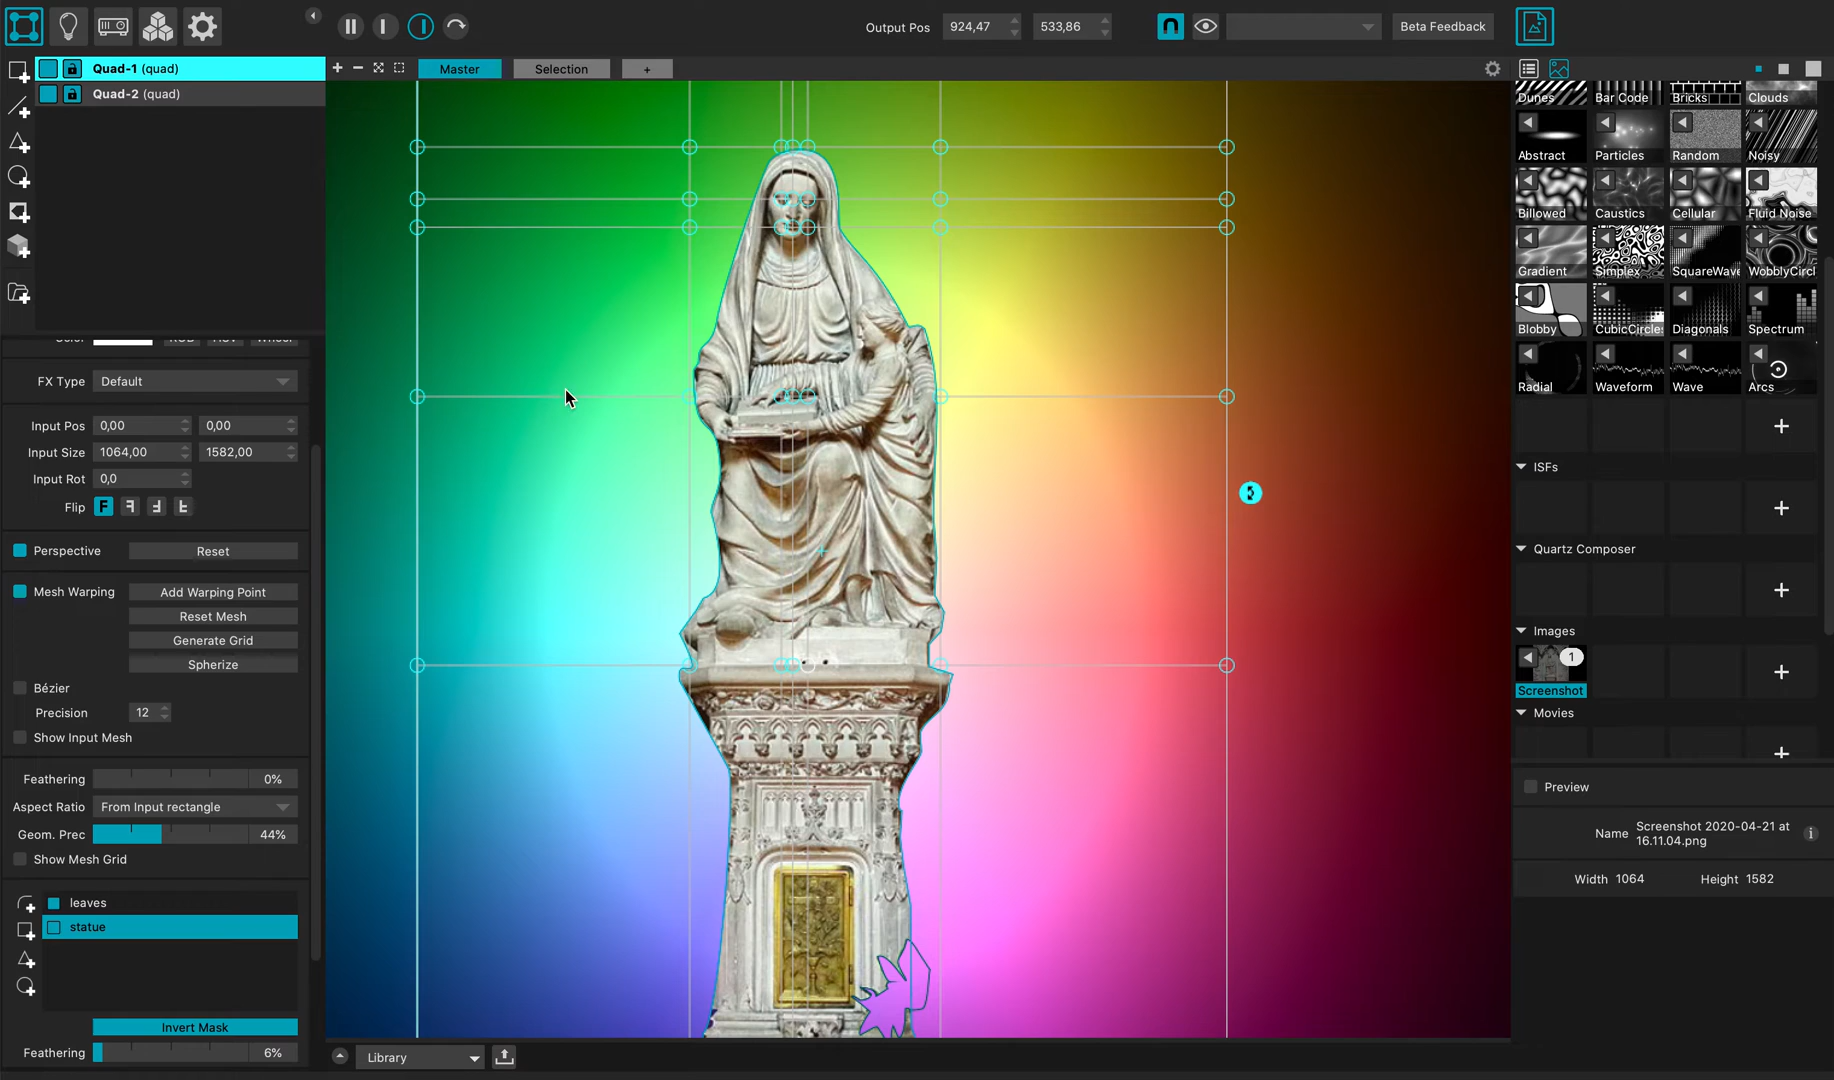 Output Pos 924,47 533,86 Beta Feedback
Quad-1 (quad)
Quad-2 (quad)
Master Selection +
Dunes Bar Code Bricks Clouds
Abstract Particles Random Noisy
Billowed Caustics Cellular Fluid Noise
Gradient Simplex SquareWav WobblyCircl
Blobby CubicCircle Diagonals Spectrum
Radial Waveform Wave Arcs
ISFs
Quartz Composer
Images
1
Screenshot
Movies
Preview
Name Screenshot 2020-04-21 at
16.11.04.png
Width 1064 Height 1582
FX Type Default
Input Pos 0,00 0,00
Input Size 1064,00 1582,00
Input Rot 0,0
Flip F
Perspective Reset
Mesh Warping Add Warping Point
Reset Mesh
Generate Grid
Spherize
Bézier
Precision 12
Show Input Mesh
Feathering 0%
Aspect Ratio From Input rectangle
Geom. Prec 44%
Show Mesh Grid
leaves
statue
Invert Mask
Feathering 6%
Library